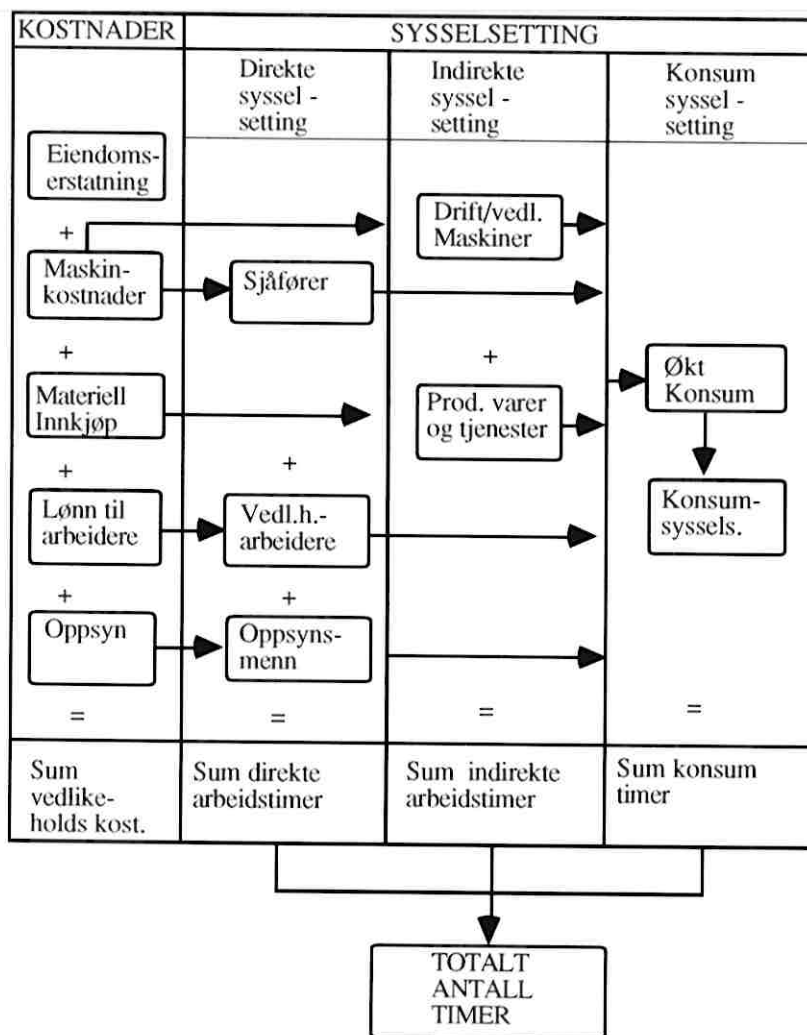 KOSTNADER
SYSSELSETTING
Direkte
syssel -
setting
Indirekte
syssel -
setting
Konsum
syssel -
setting
Eiendoms-
erstatning
+
Maskin-
kostnader
+
Materiell
Innkjøp
+
Lønn til
arbeidere
+
Oppsyn
=
Sum
vedlike-
holds kost.
Sjåfører
+
Vedl.h.-
arbeidere
+
Oppsyns-
menn
=
Sum direkte
arbeidstimer
Drift/vedl.
Maskiner
+
Prod. varer
og tjenester
=
Sum indirekte
arbeidstimer
Økt
Konsum
Konsum-
syssels.
=
Sum konsum
timer
TOTALT
ANTALL
TIMER